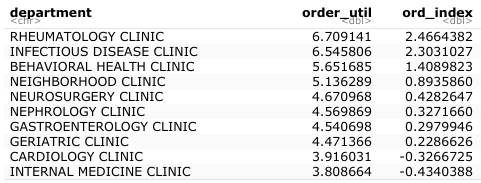 department order_util ord_index
<chr> <dbl> <dbl>
RHEUMATOLOGY CLINIC 6.709141 2.4664382
INFECTIOUS DISEASE CLINIC 6.545806 2.3031027
BEHAVIORAL HEALTH CLINIC 5.651685 1.4089823
NEIGHBORHOOD CLINIC 5.136289 0.8935860
NEUROSURGERY CLINIC 4.670968 0.4282647
NEPHROLOGY CLINIC 4.569869 0.3271660
GASTROENTEROLOGY CLINIC 4.540698 0.2979946
GERIATRIC CLINIC 4.471366 0.2286626
CARDIOLOGY CLINIC 3.916031 -0.3266725
INTERNAL MEDICINE CLINIC 3.808664 -0.4340388